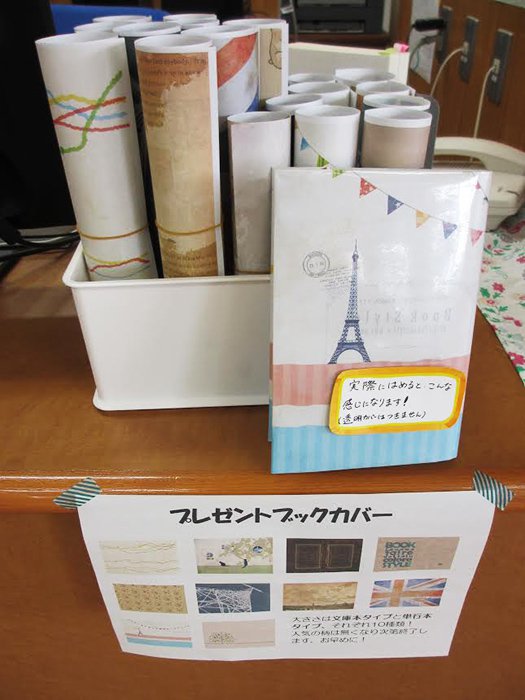 実際にはめると こんな
感じになります!
(透明カバーはつきません)
プレゼントブックカバー
BOOK
STYLE
大きさは文庫本タイプと単行本
タイプ、それぞれ10種類!
人気の柄は無くなり次第終了しま
す。お早めに!